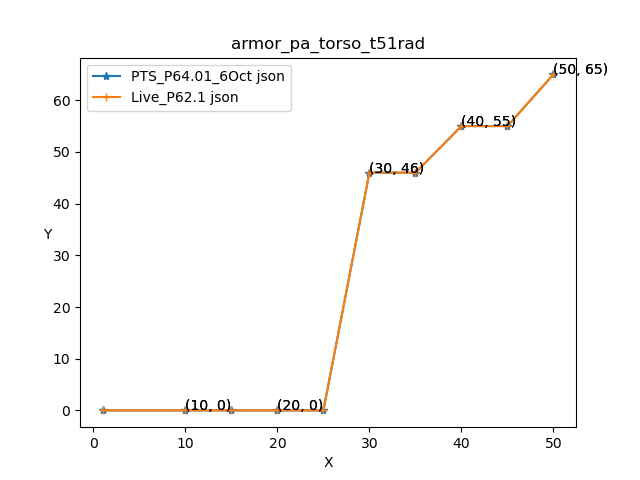 armor_pa_torso_t51rad
PTS_P64.01_6Oct json
Live_P62.1 json
(50, 65)
(40, 55)
(30, 46)
(10, 0)
(20, 0)
Y
60
50
40
30
20
10
0
0 10 20 30 40 50
X